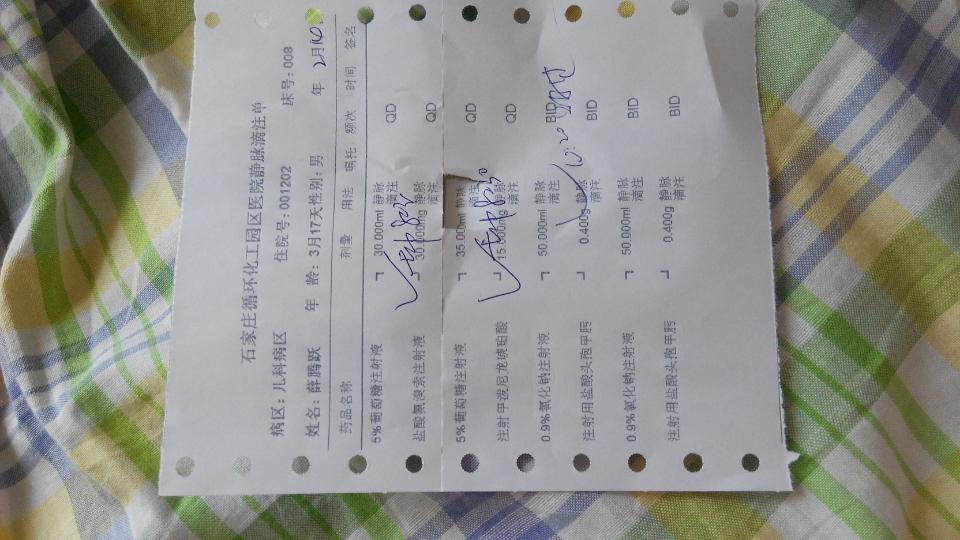 石家庄循环化工园区医院静脉滴注单
病区：儿科病区 住院号：001202 床号：008
姓名：薛腾跃 年龄：3月17天 性别：男 年 2月10
药品名称 剂量 用法 嘱托 频次 时间 签名
5%葡萄糖注射液 ┐ 30.000ml 静脉滴注 QD
盐酸氨溴索注射液 ┘ 30.000mg 静脉滴注 QD
5%葡萄糖注射液 ┐ 35.000ml 静脉滴注 QD
注射甲泼尼龙琥珀酸 ┘ 15.000mg 静脉滴注 QD
0.9%氯化钠注射液 ┐ 50.000ml 静脉滴注 BID
注射用盐酸头孢甲肟 ┘ 0.400g 静脉滴注 BID
10:20
0.9%氯化钠注射液 ┐ 50.000ml 静脉滴注 BID
注射用盐酸头孢甲肟 ┘ 0.400g 静脉滴注 BID